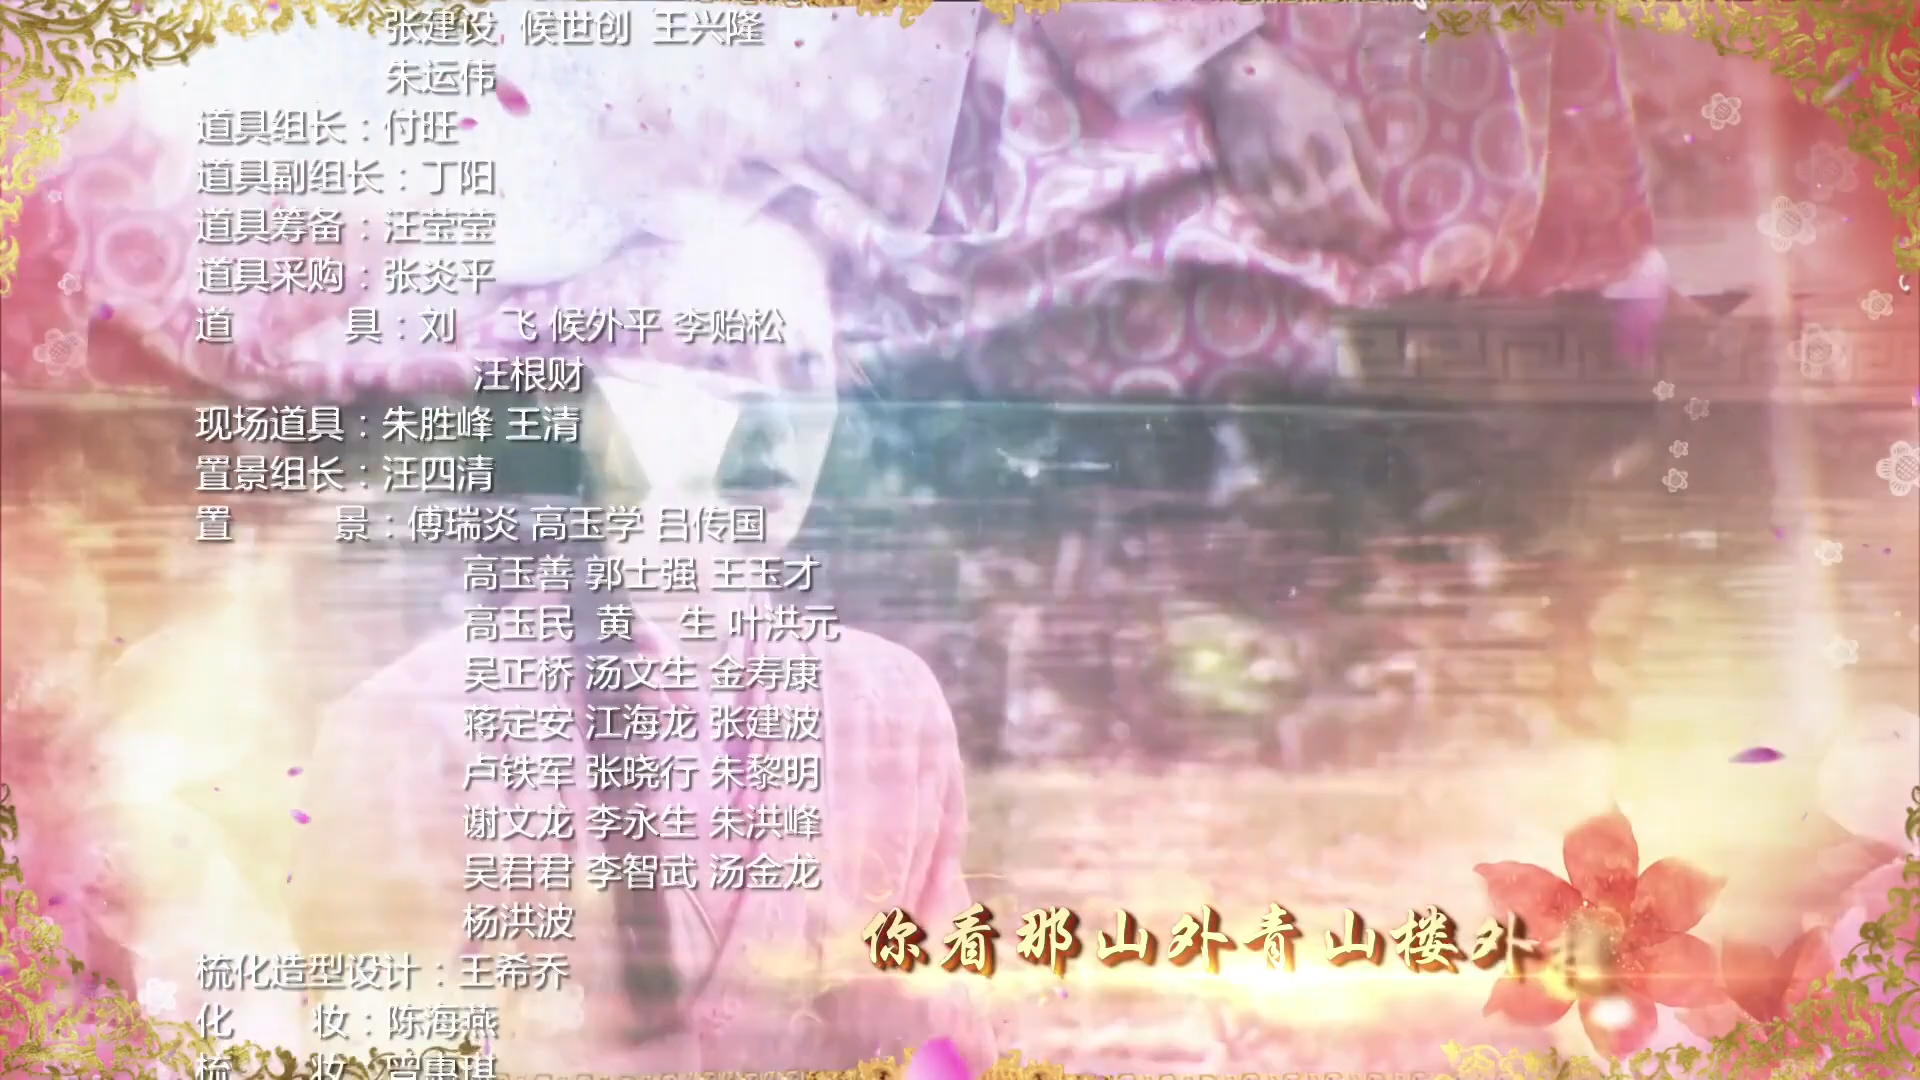 张建设 候世创 王兴隆
朱运伟
道具组长：付旺
道具副组长：丁阳
道具筹备：汪莹莹
道具采购：张炎平
道 具：刘 飞 候外平 李贻松
汪根财
现场道具：朱胜峰 王清
置景组长：汪四清
置 景：傅瑞炎 高玉学 吕传国
高玉善 郭士强 王玉才
高玉民 黄 生 叶洪元
吴正桥 汤文生 金寿康
蒋定安 江海龙 张建波
卢铁军 张晓行 朱黎明
谢文龙 李永生 朱洪峰
吴君君 李智武 汤金龙
杨洪波
你看那山外青山楼外
梳化造型设计：王希乔
化 妆：陈海燕
梳 妆：曾惠琪